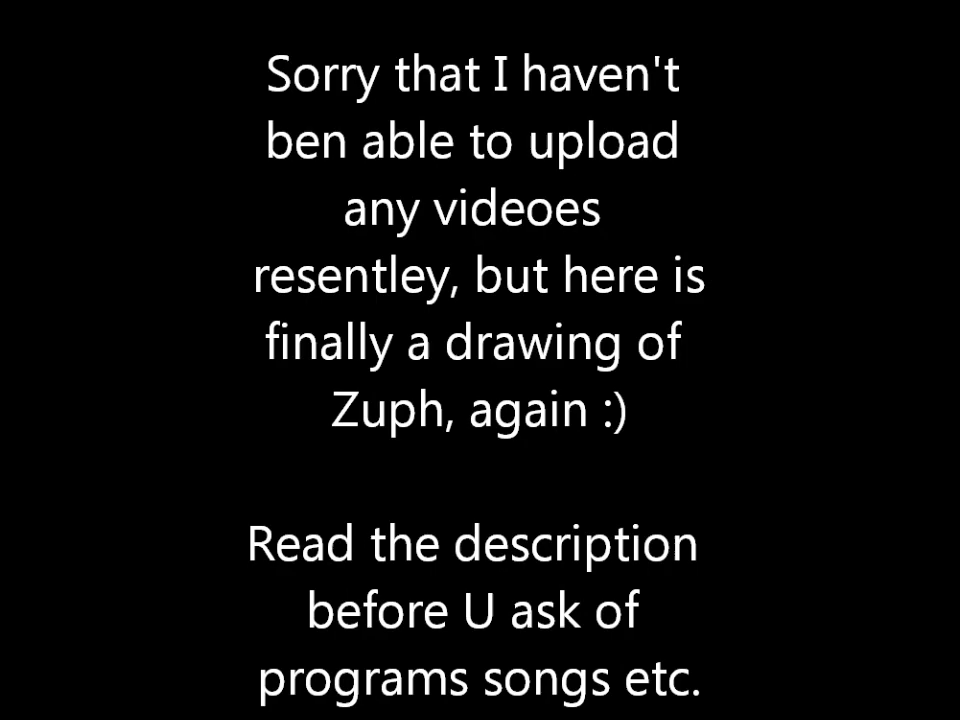 Sorry that I haven't
ben able to upload
any videoes
resentley, but here is
finally a drawing of
Zuph, again :)
Read the description
before U ask of
programs songs etc.